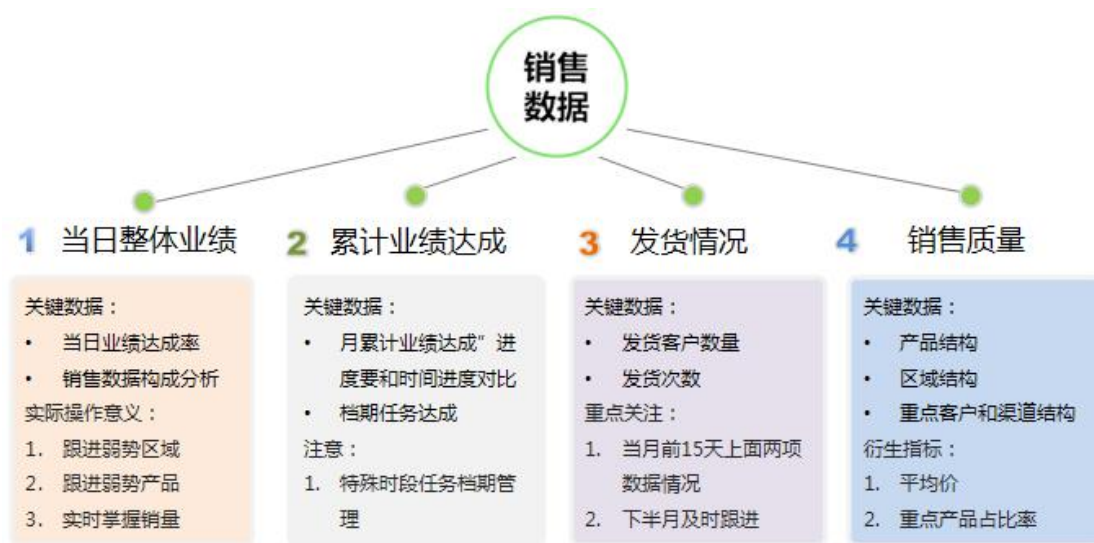 销售
数据
1 当日整体业绩
关键数据：
• 当日业绩达成率
• 销售数据构成分析
实际操作意义：
1. 跟进弱势区域
2. 跟进弱势产品
3. 实时掌握销量
2 累计业绩达成
关键数据：
• 月累计业绩达成”进
度要和时间进度对比
• 档期任务达成
注意：
1. 特殊时段任务档期管
理
3 发货情况
关键数据：
• 发货客户数量
• 发货次数
重点关注：
1. 当月前15天上面两项
数据情况
2. 下半月及时跟进
4 销售质量
关键数据：
• 产品结构
• 区域结构
• 重点客户和渠道结构
衍生指标：
1. 平均价
2. 重点产品占比率